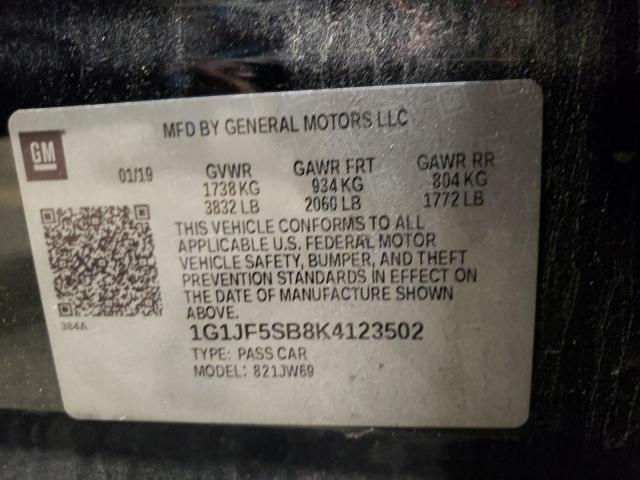 MFD BY GENERAL MOTORS LLC
GM
01/19 GVWR GAWR FRT GAWR RR
1738 KG 934 KG 804 KG
3832 LB 2060 LB 1772 LB
THIS VEHICLE CONFORMS TO ALL
APPLICABLE U.S. FEDERAL MOTOR
VEHICLE SAFETY, BUMPER, AND THEFT
PREVENTION STANDARDS IN EFFECT ON
THE DATE OF MANUFACTURE SHOWN
ABOVE.
384A
1G1JF5SB8K4123502
TYPE: PASS CAR
MODEL: 821JW69